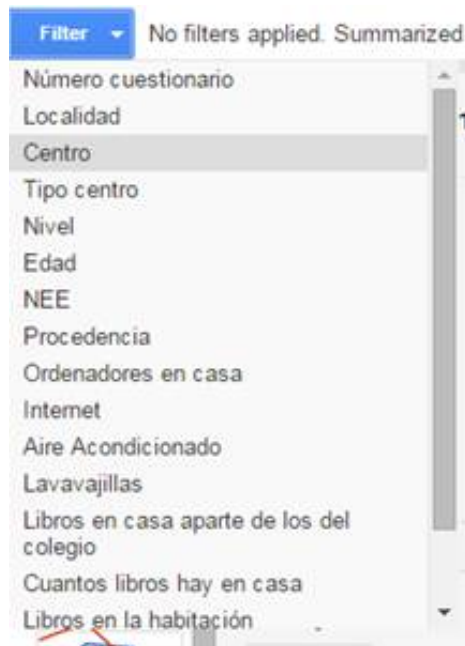 Filter No filters applied. Summarized
Número cuestionario
Localidad
Centro
Tipo centro
Nivel
Edad
NEE
Procedencia
Ordenadores en casa
Internet
Aire Acondicionado
Lavavajillas
Libros en casa aparte de los del
colegio
Cuantos libros hay en casa
Libros en la habitación